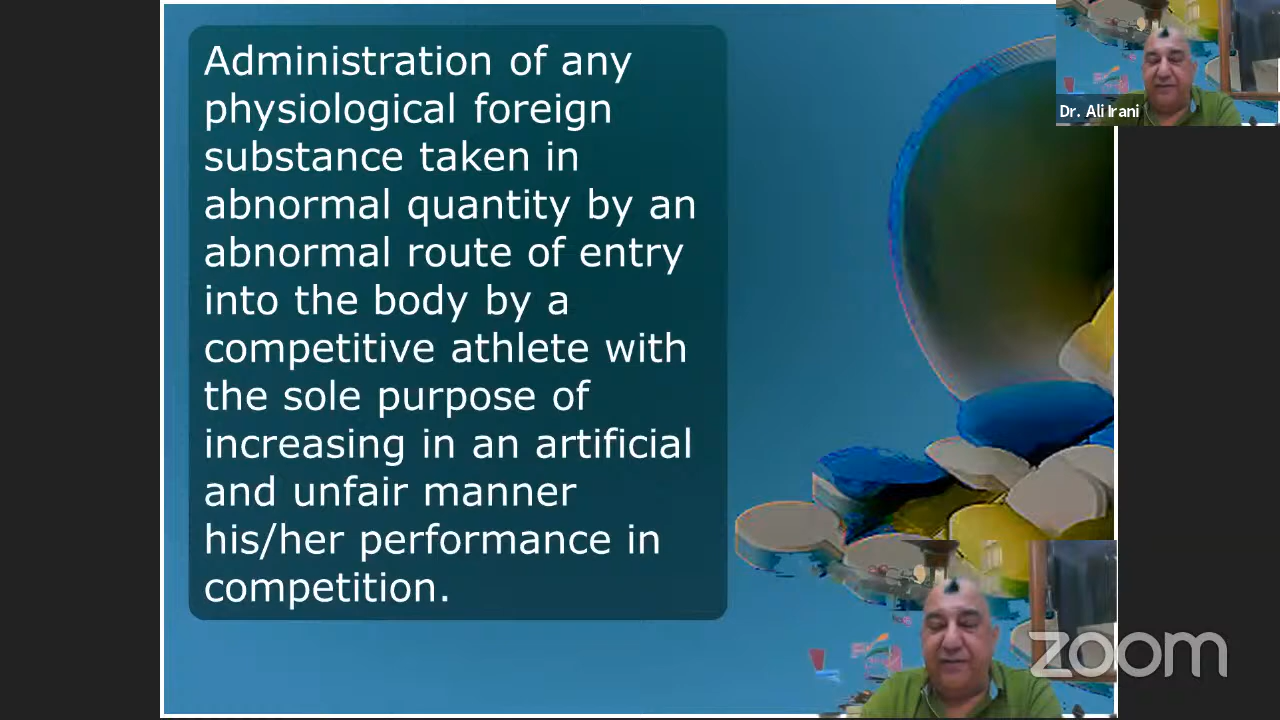 Administration of any
physiological foreign
substance taken in
abnormal quantity by an
abnormal route of entry
into the body by a
competitive athlete with
the sole purpose of
increasing in an artificial
and unfair manner
his/her performance in
competition.
Dr. Ali Irani
zoom